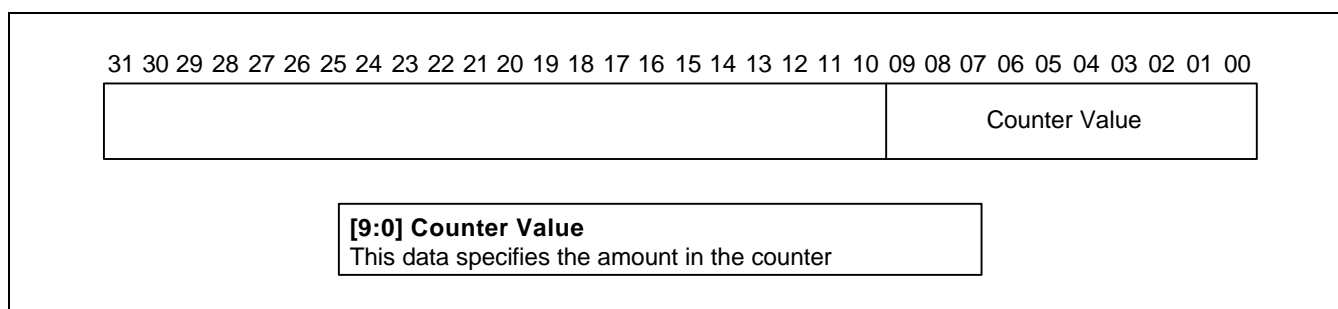 31 30 29 28 27 26 25 24 23 22 21 20 19 18 17 16 15 14 13 12 11 10 09 08 07 06 05 04 03 02 01 00
Counter Value
[9:0] Counter Value
This data specifies the amount in the counter